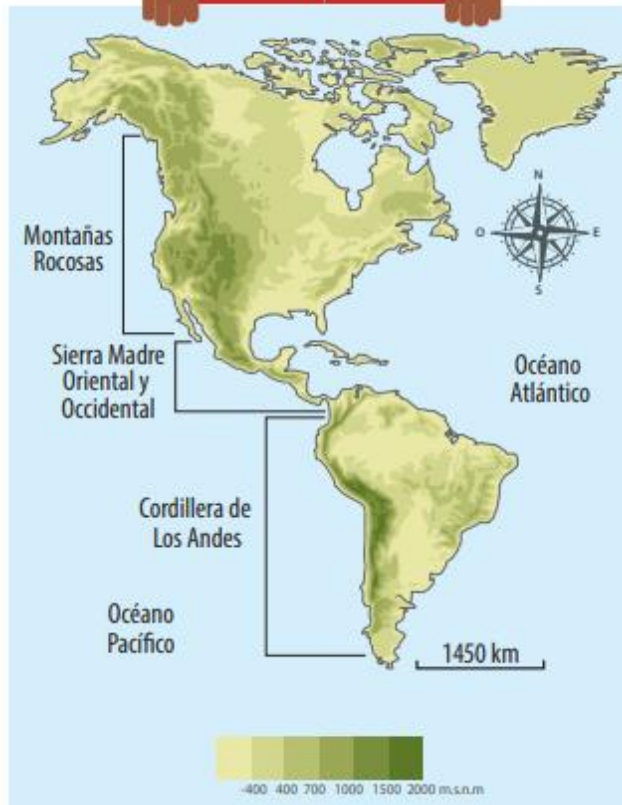 N
O
E
S
Montañas
Rocosas
Sierra Madre
Oriental y
Occidental
Océano
Atlántico
Cordillera de
Los Andes
Océano
Pacífico
1450 km
-400 400 700 1000 1500 2000 m.s.n.m